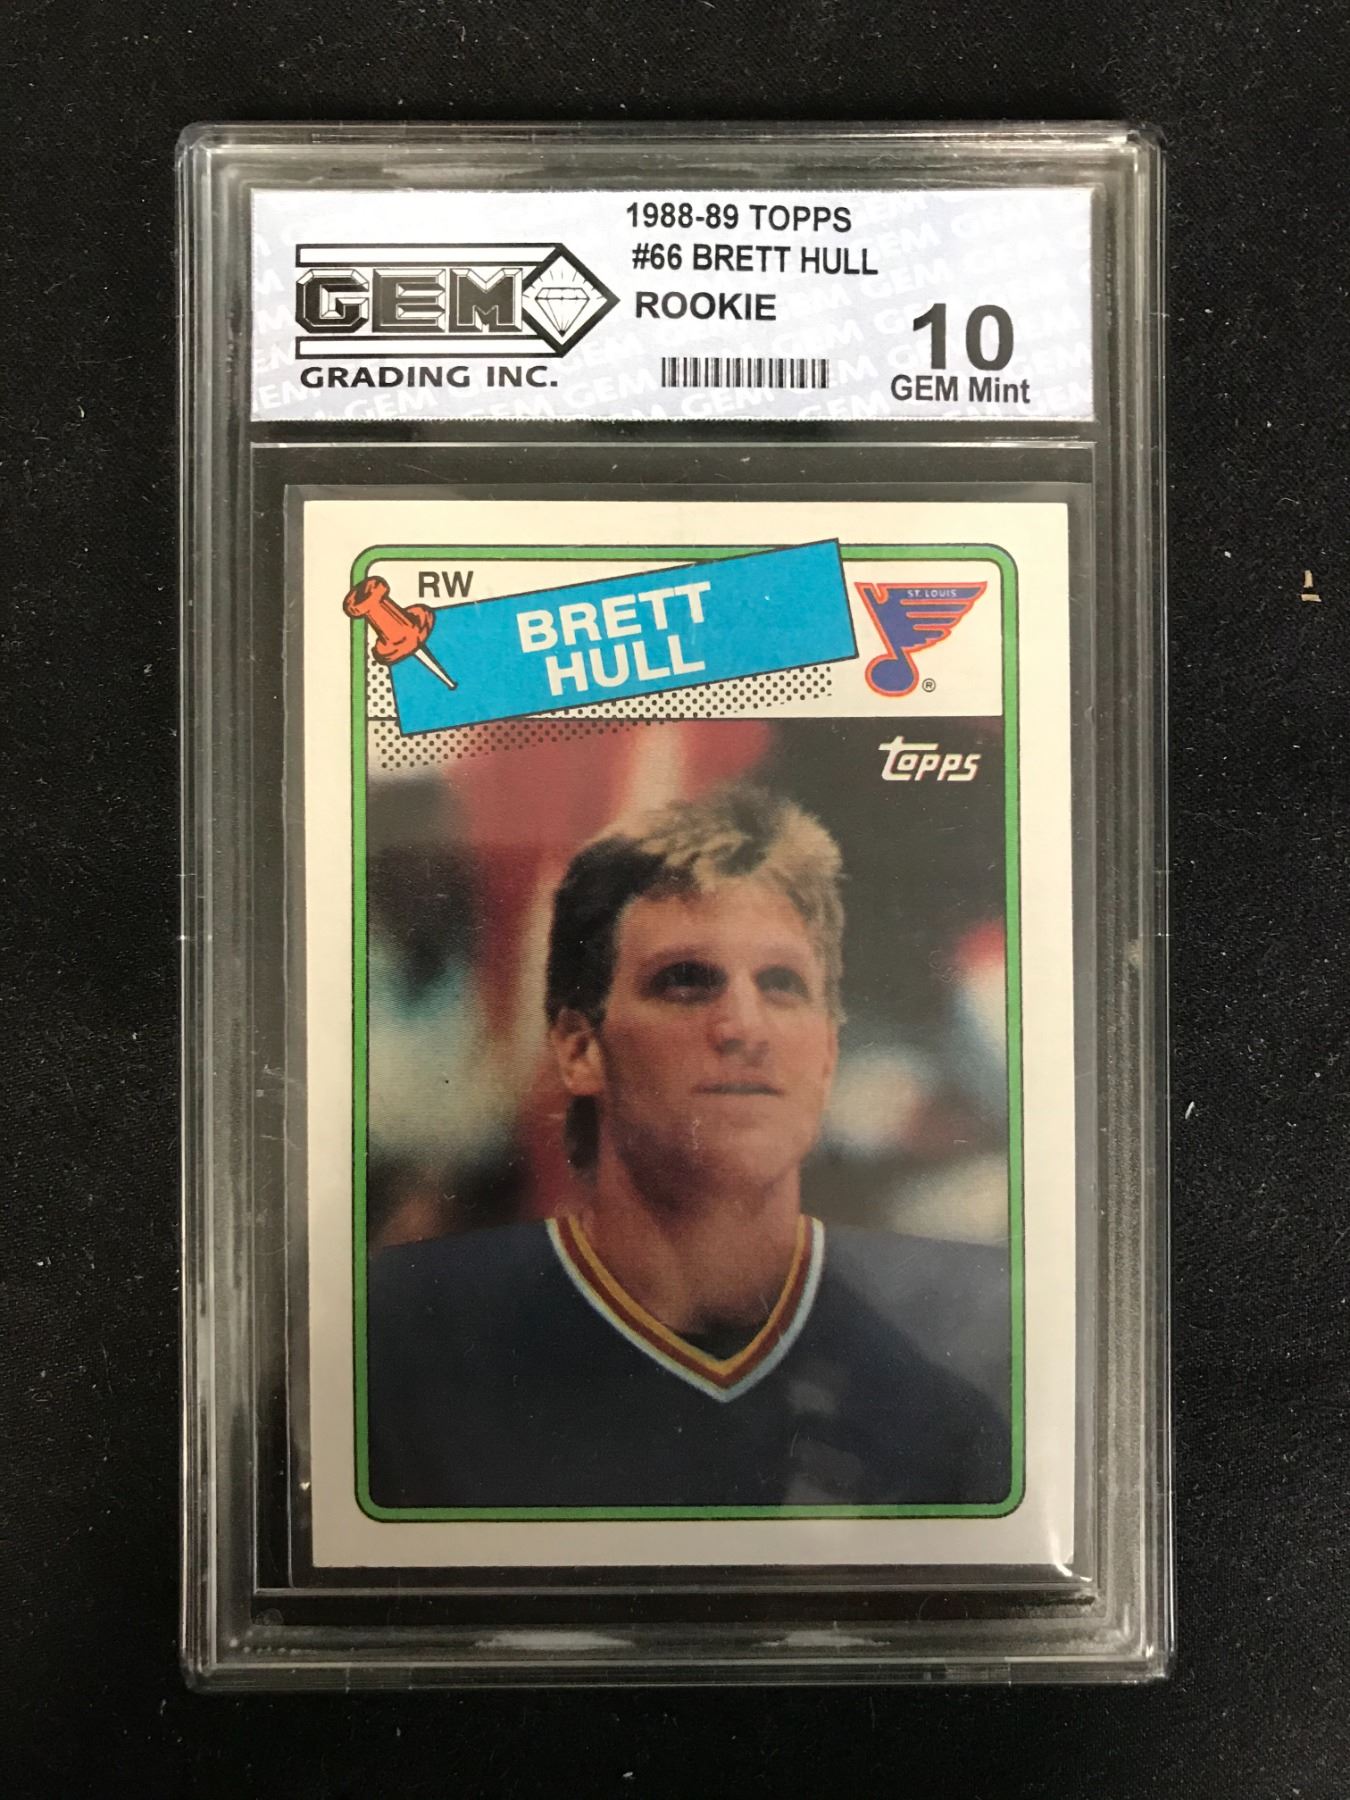 1988-89 TOPPS
#66 BRETT HULL
ROOKIE
GEM
GRADING INC.
10
GEM Mint
RW
BRETT
HULL
ST. LOUIS
®
TOPPS